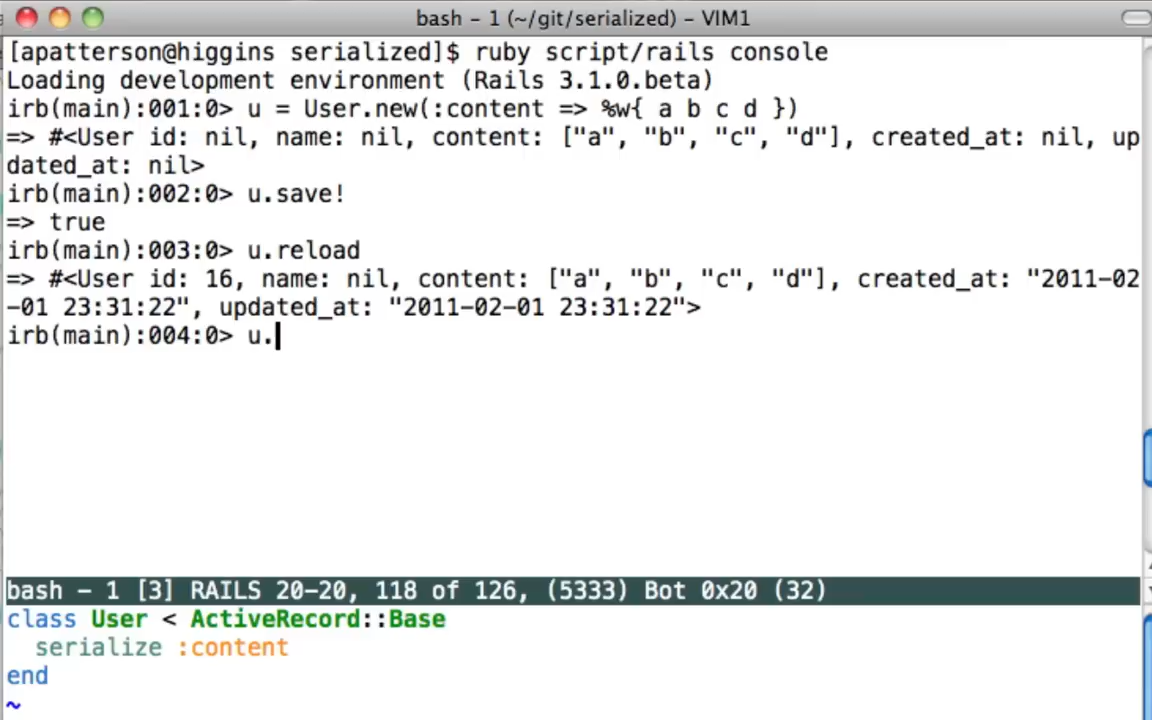 bash - 1 (~/git/serialized) - VIM1
[apatterson@higgins serialized]$ ruby script/rails console
Loading development environment (Rails 3.1.0.beta)
irb(main):001:0> u = User.new(:content => %w{ a b c d })
=> #<User id: nil, name: nil, content: ["a", "b", "c", "d"], created_at: nil, up
dated_at: nil>
irb(main):002:0> u.save!
=> true
irb(main):003:0> u.reload
=> #<User id: 16, name: nil, content: ["a", "b", "c", "d"], created_at: "2011-02
-01 23:31:22", updated_at: "2011-02-01 23:31:22">
irb(main):004:0> u.
bash - 1 [3] RAILS 20-20, 118 of 126, (5333) Bot 0x20 (32)
class User < ActiveRecord::Base
  serialize :content
end
~